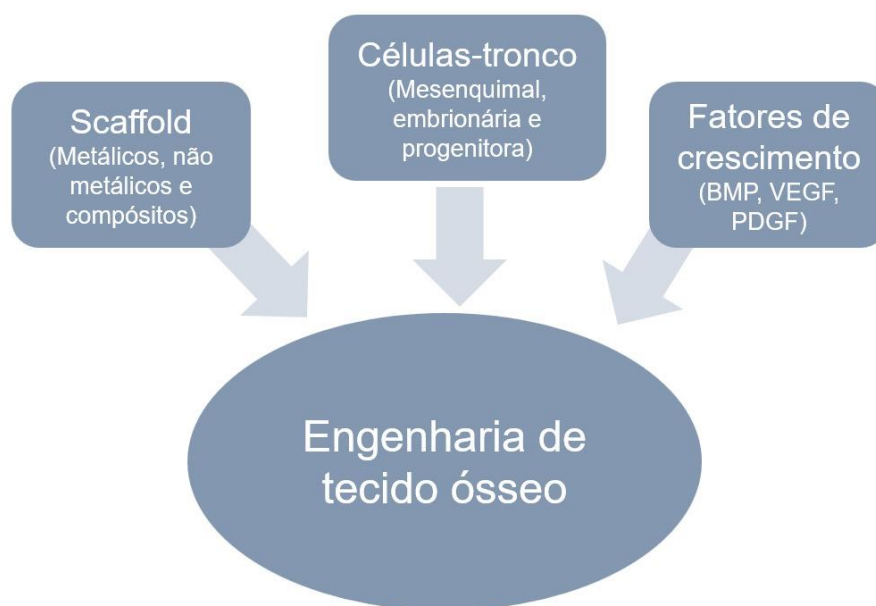 Scaffold
(Metálicos, não
metálicos e
compósitos)
Células-tronco
(Mesenquimal,
embrionária e
progenitora)
Fatores de
crescimento
(BMP, VEGF,
PDGF)
Engenharia de
tecido ósseo